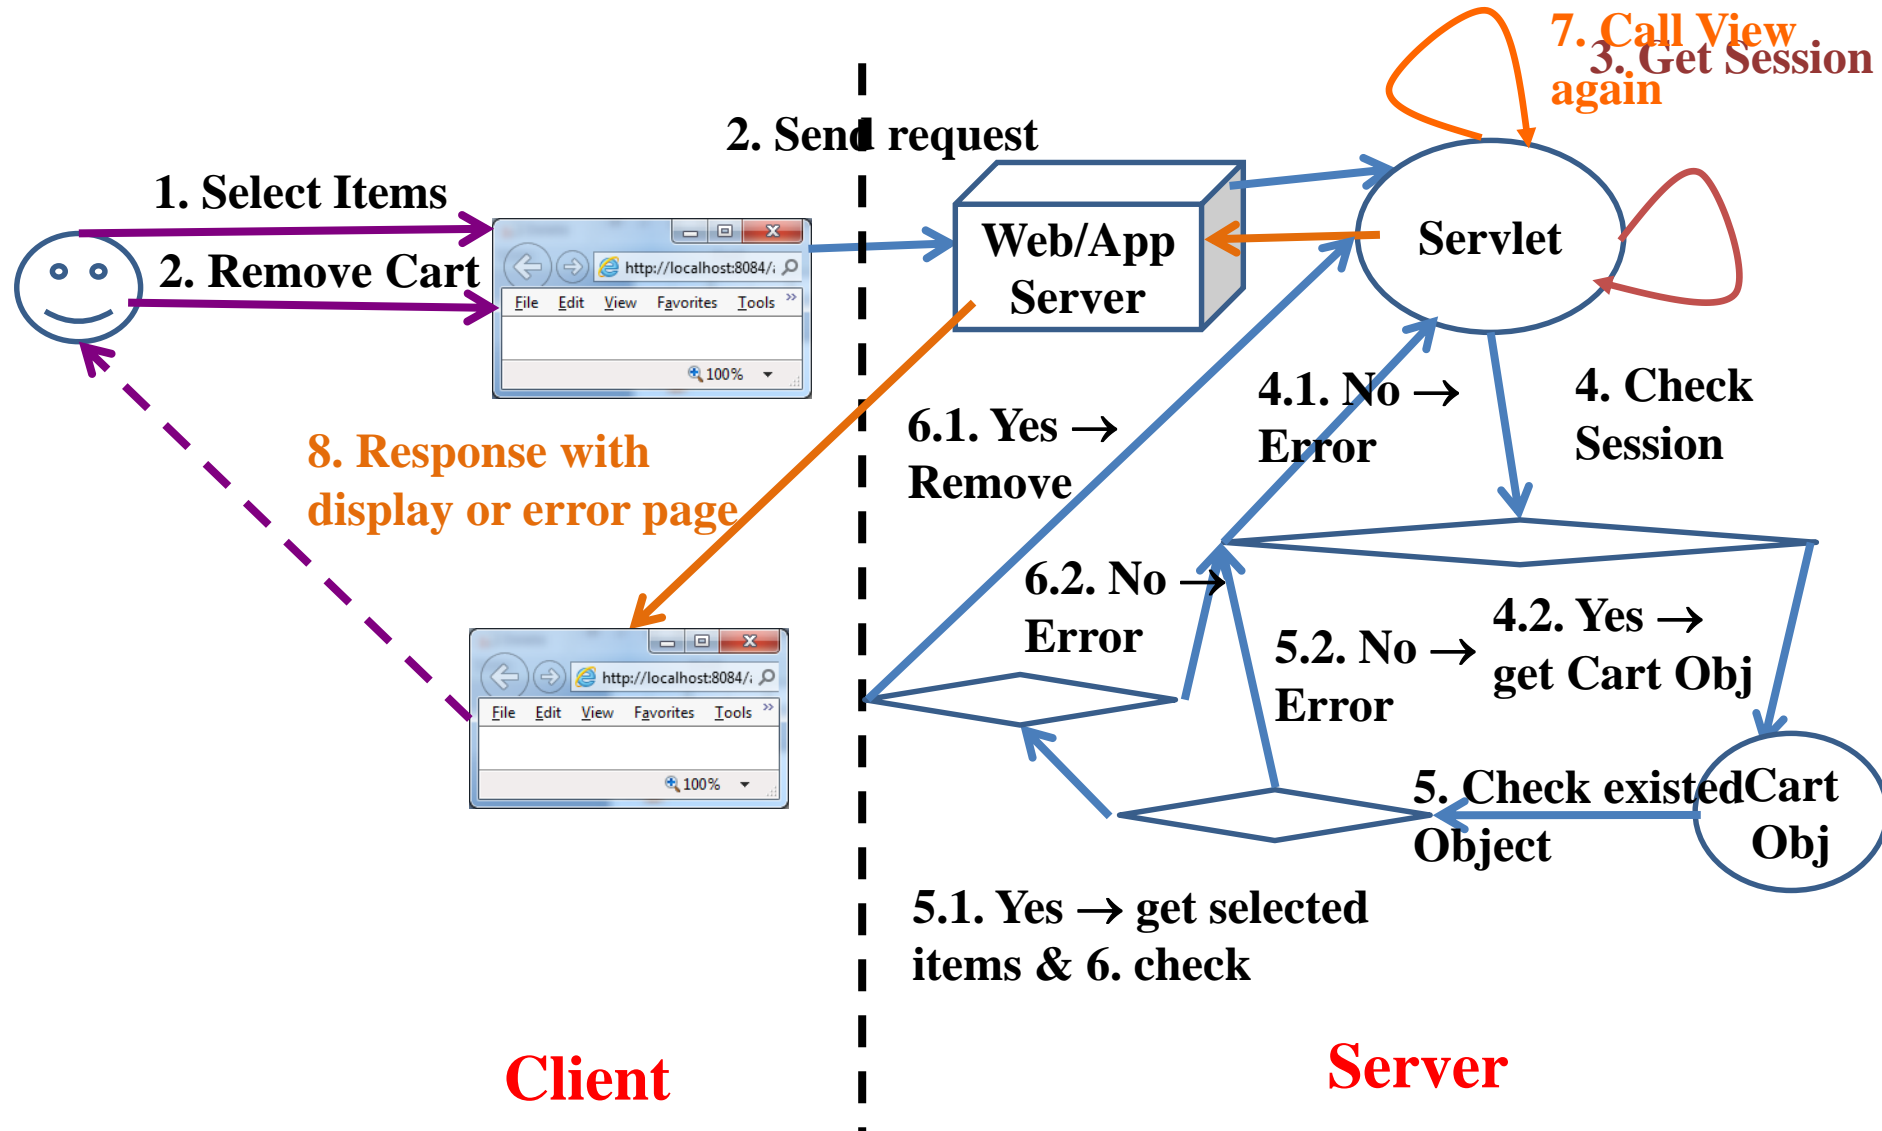 7. Call View
again
3. Get Session
2. Send request
1. Select Items
2. Remove Cart
http://localhost:8084/
File Edit View Favorites Tools »
100%
Web/App
Server
Servlet
4.1. No →
Error
4. Check
Session
6.1. Yes →
Remove
8. Response with
display or error page
6.2. No →
Error
5.2. No →
Error
4.2. Yes →
get Cart Obj
http://localhost:8084/
File Edit View Favorites Tools »
100%
5. Check existed
Object
Cart
Obj
5.1. Yes → get selected
items & 6. check
Client
Server